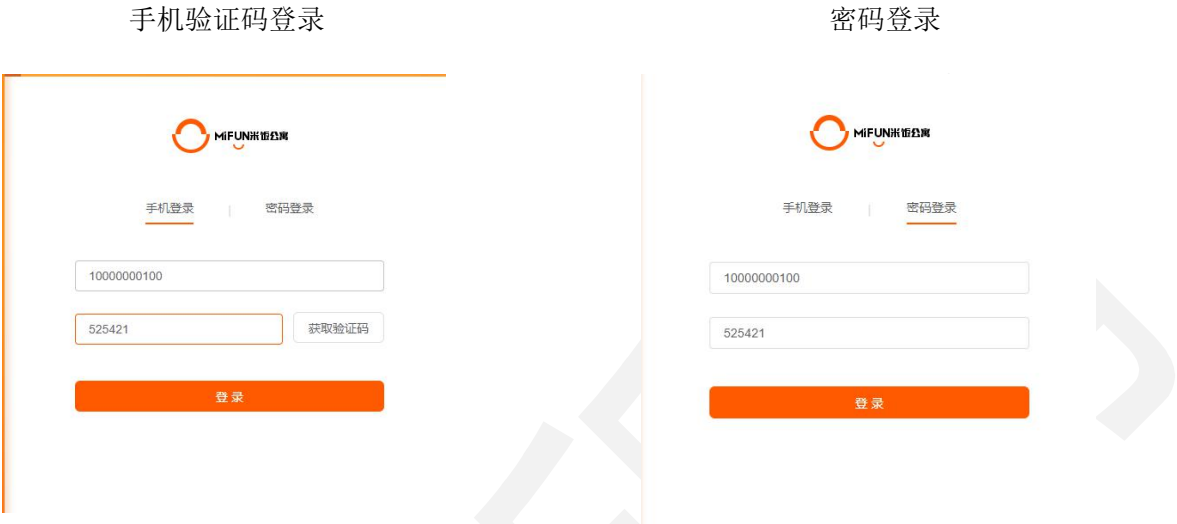 手机验证码登录
MiFUN米饭公寓
手机登录 | 密码登录
10000000100
525421 获取验证码
登 录
密码登录
MiFUN米饭公寓
手机登录 | 密码登录
10000000100
525421
登 录